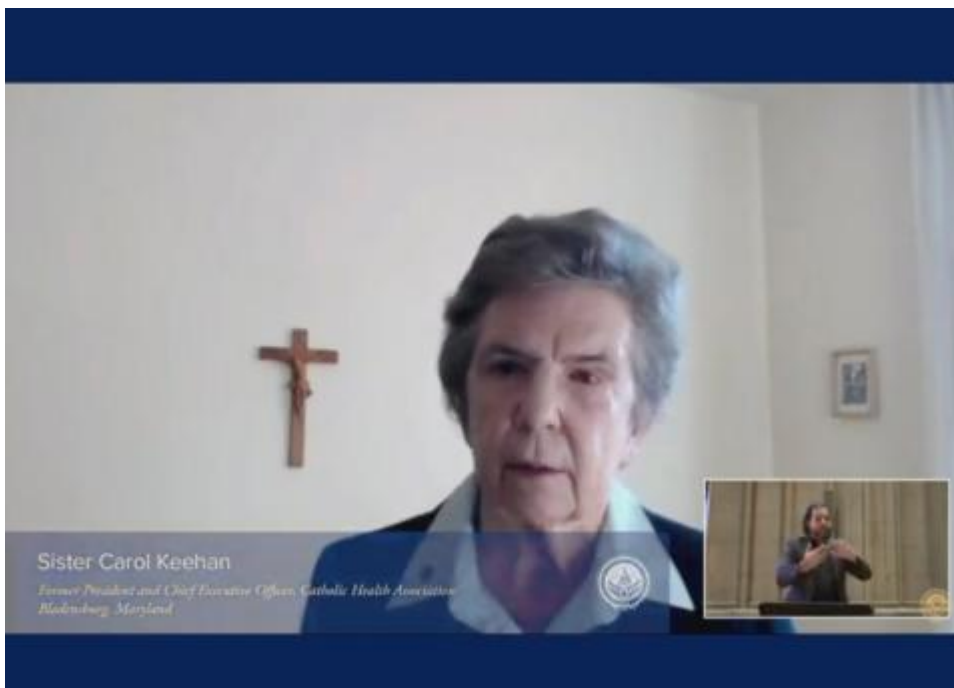 Sister Carol Keehan
Former President and Chief Executive Officer, Catholic Health Association
Bladensburg, Maryland